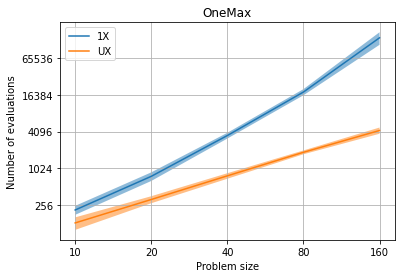 OneMax
1X
UX
Number of evaluations
65536
16384
4096
1024
256
10 20 40 80 160
Problem size